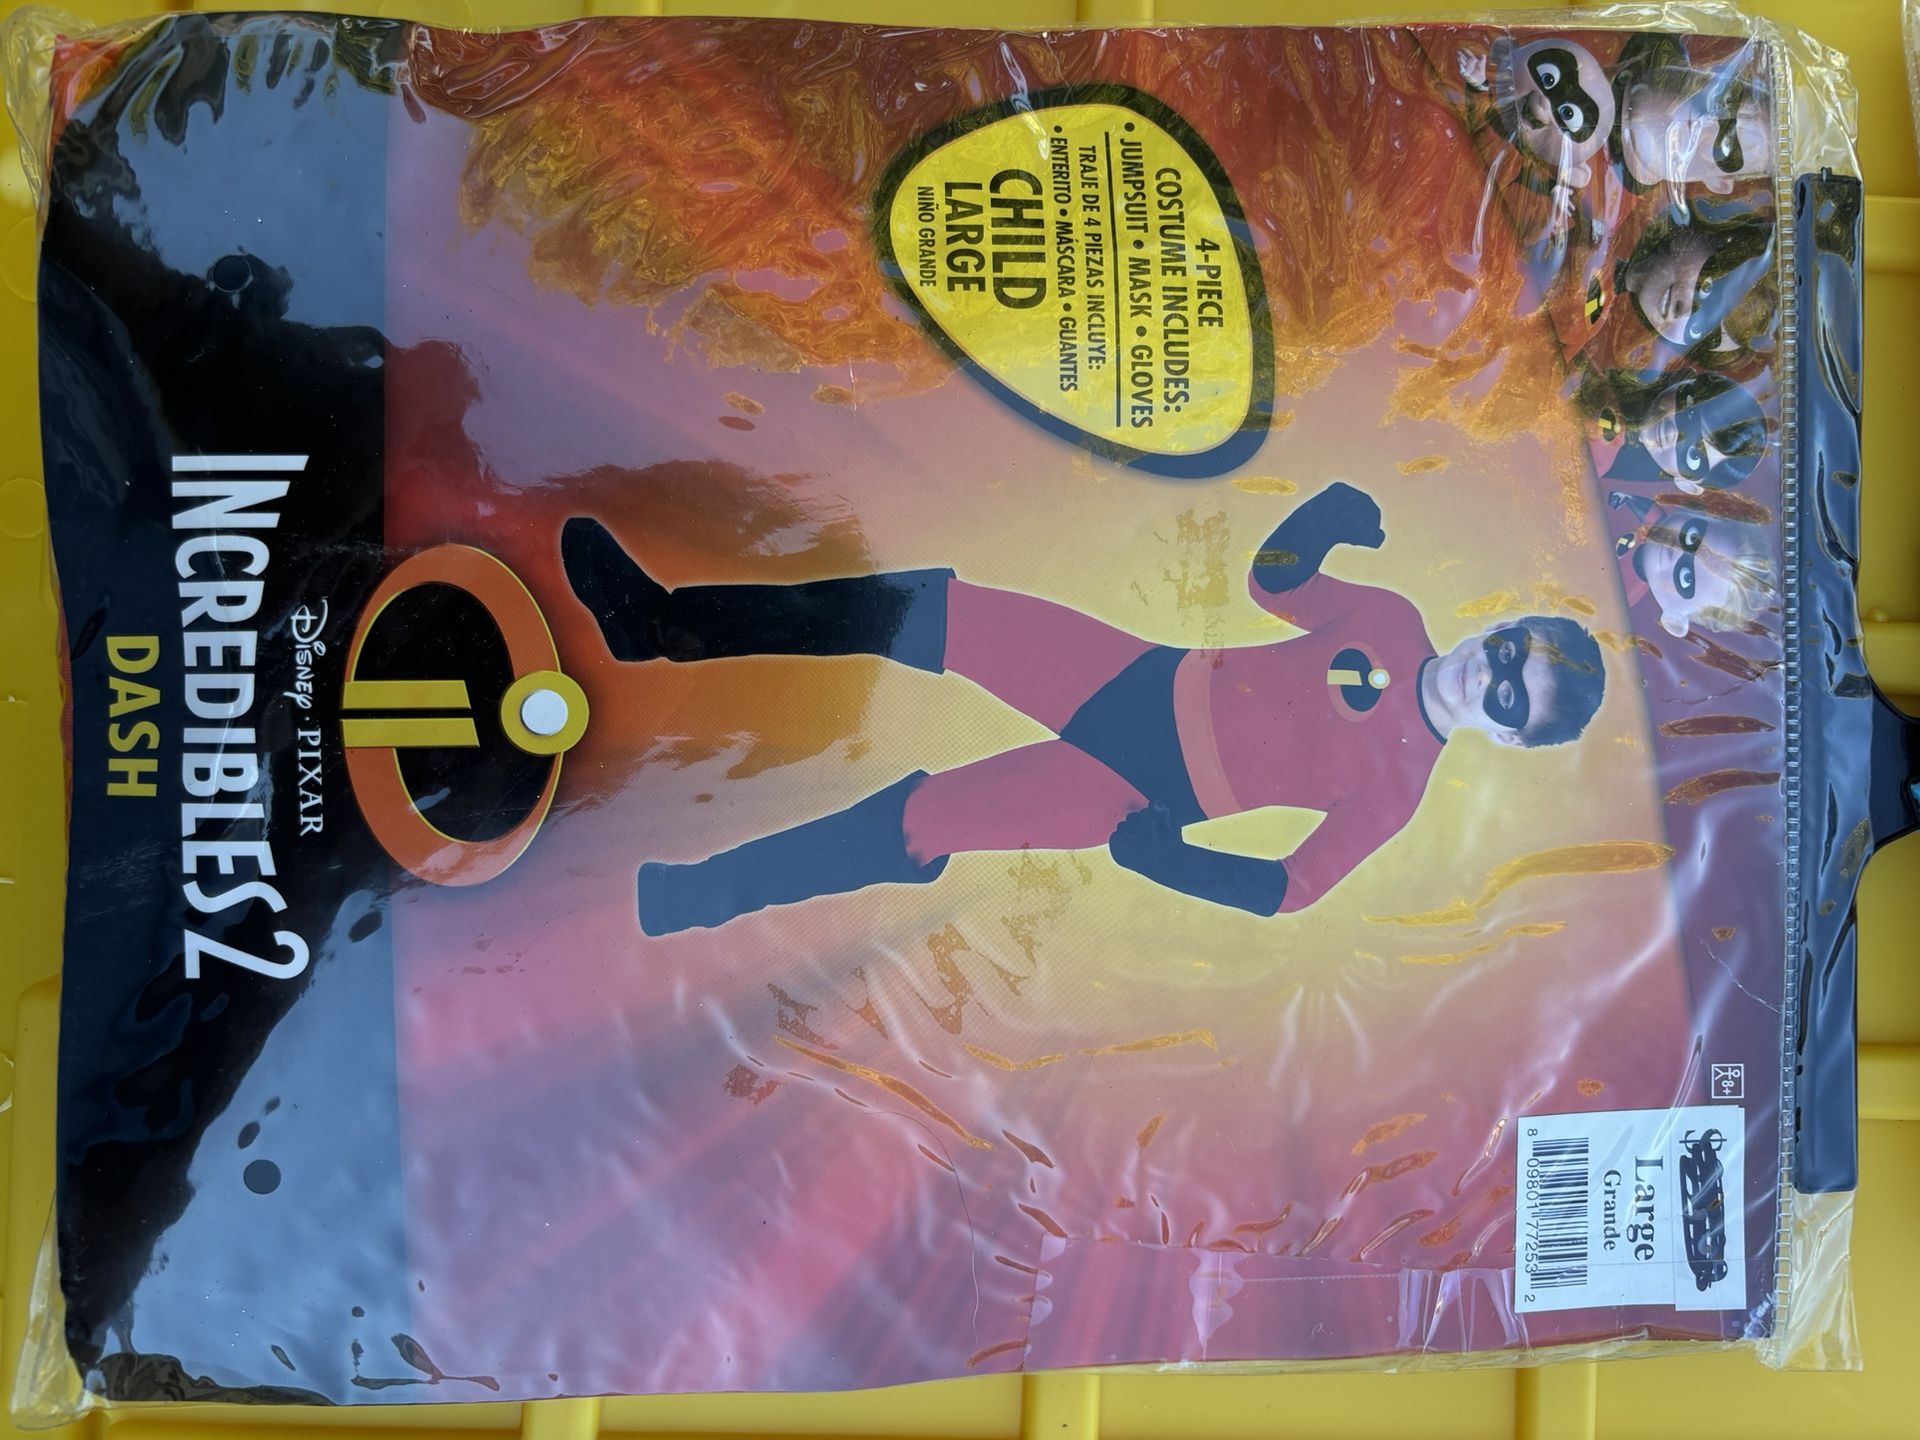 8+
$
Large
Grande
8 09801 77253 2
4-PIECE
COSTUME INCLUDES:
• JUMPSUIT • MASK • GLOVES
TRAJE DE 4 PIEZAS INCLUYE:
• ENTERITO • MÁSCARA • GUANTES
CHILD
LARGE
NIÑO GRANDE
DISNEY · PIXAR
INCREDIBLES 2
DASH